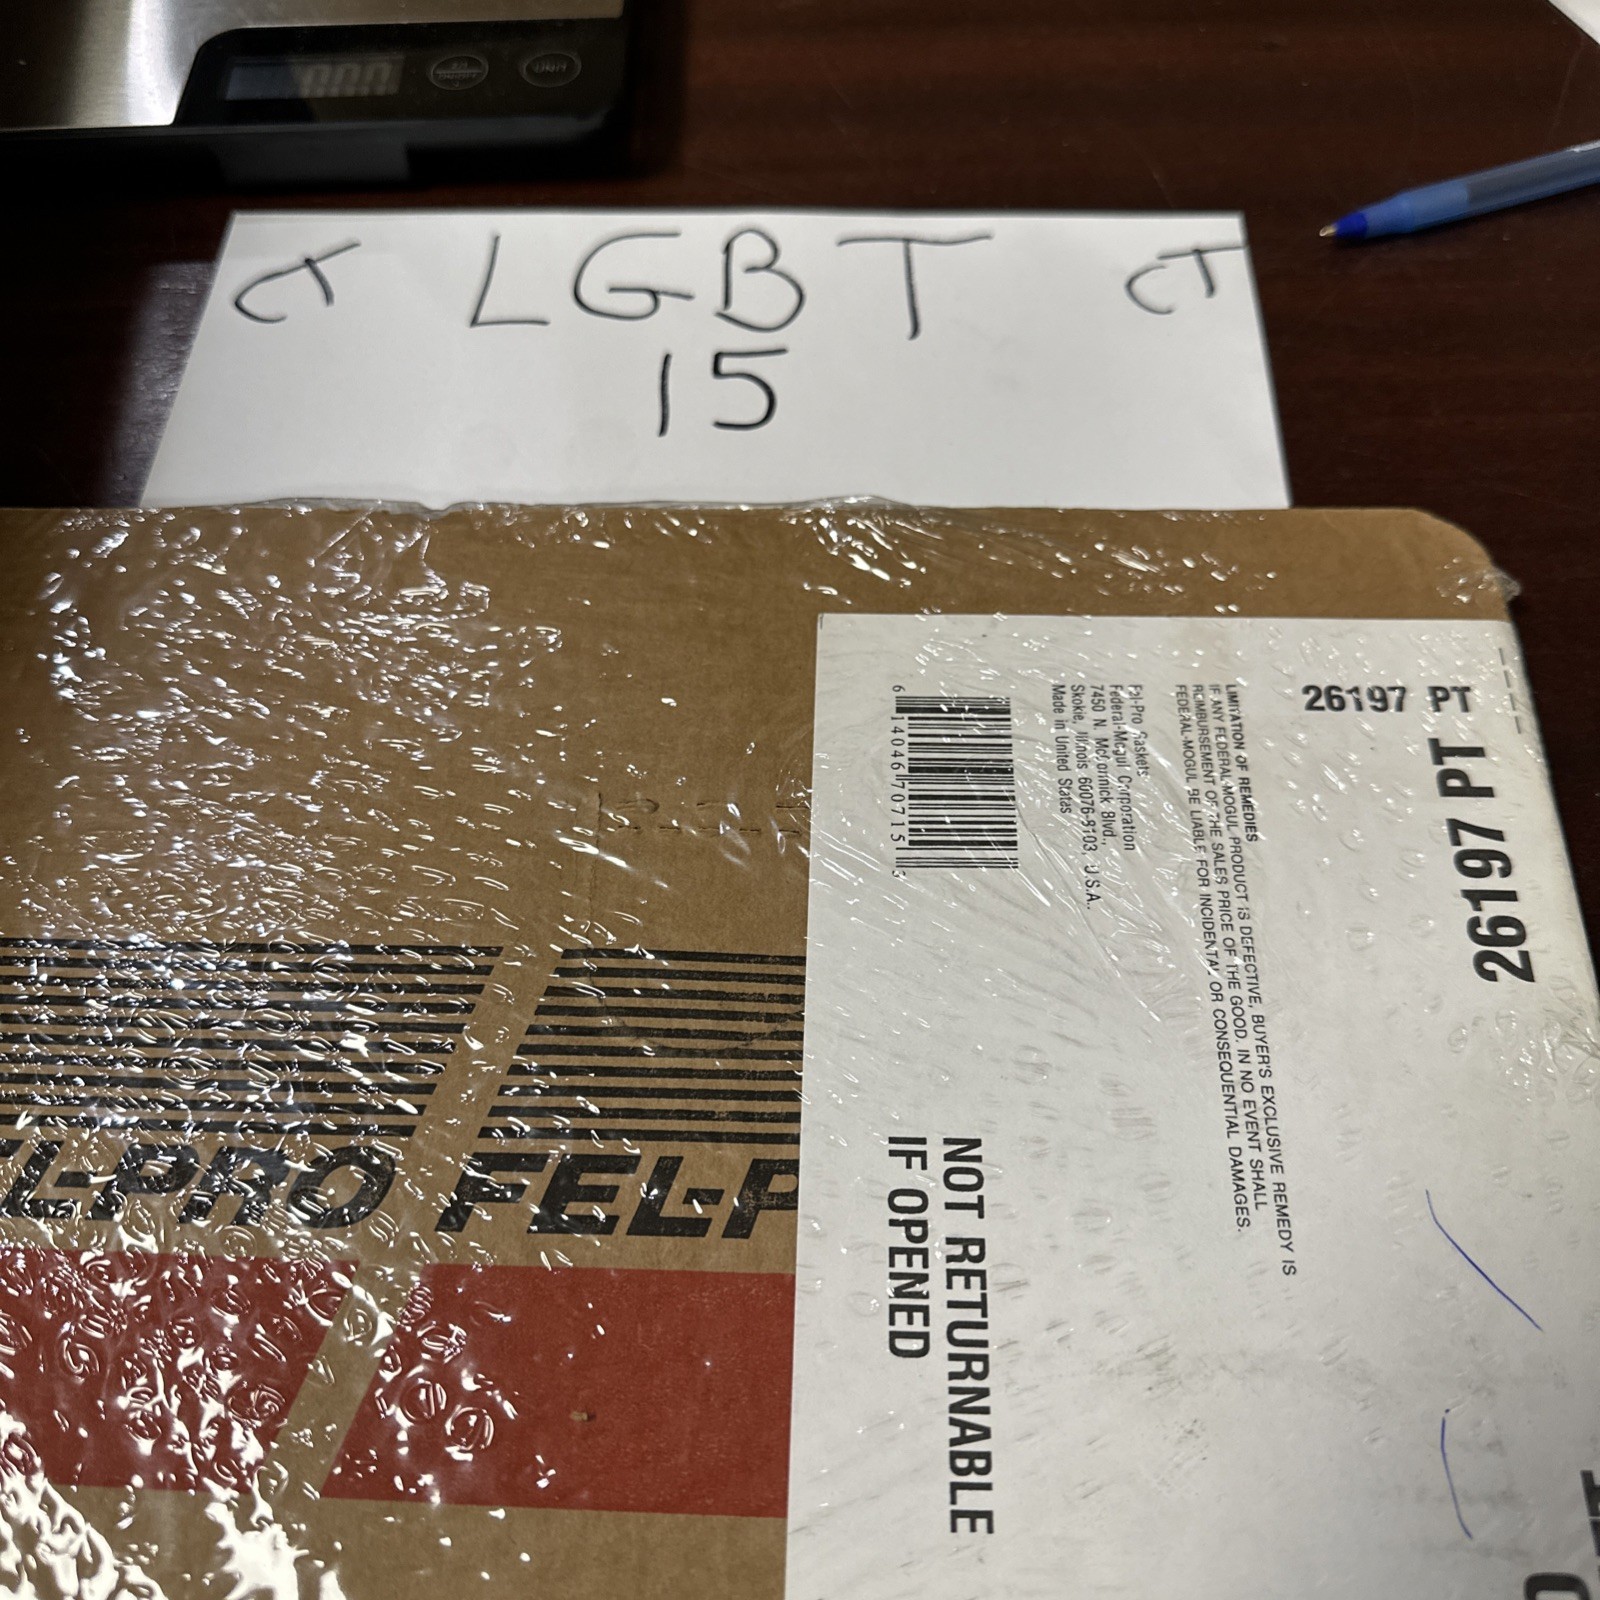 LGBT
15
26197 PT
26197 PT
LIMITATION OF REMEDIES
IF ANY FEDERAL-MOGUL PRODUCT IS DEFECTIVE, BUYER'S EXCLUSIVE REMEDY IS
REIMBURSEMENT OF THE SALES PRICE OF THE GOOD. IN NO EVENT SHALL
FEDERAL-MOGUL BE LIABLE FOR INCIDENTAL OR CONSEQUENTIAL DAMAGES.
Fel-Pro Gaskets
Federal-Mogul Corporation
7450 N. McCormick Blvd.,
Skokie, Illinois 60076-8103, U.S.A.
Made in United States
6 14046 70715 3
NOT RETURNABLE
IF OPENED
L-PRO FEL-P